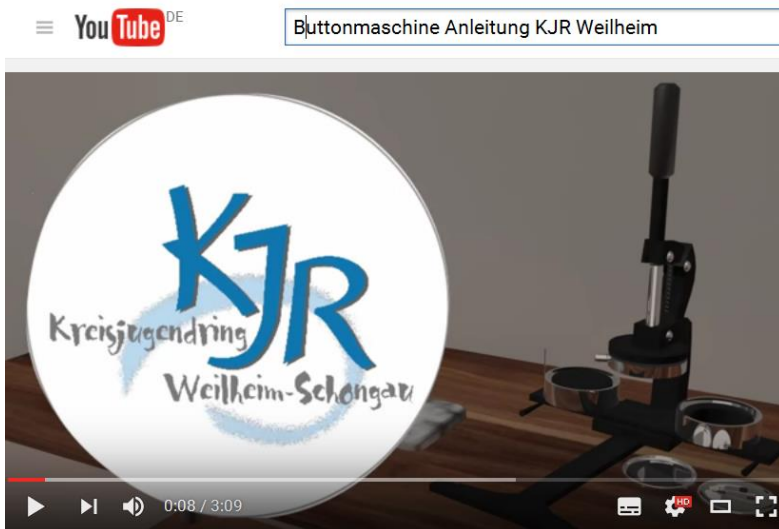 YouTube DE
Buttonmaschine Anleitung KJR Weilheim
KJR
Kreisjugendring
Weilheim-Schongau
0:08 / 3:09
HD